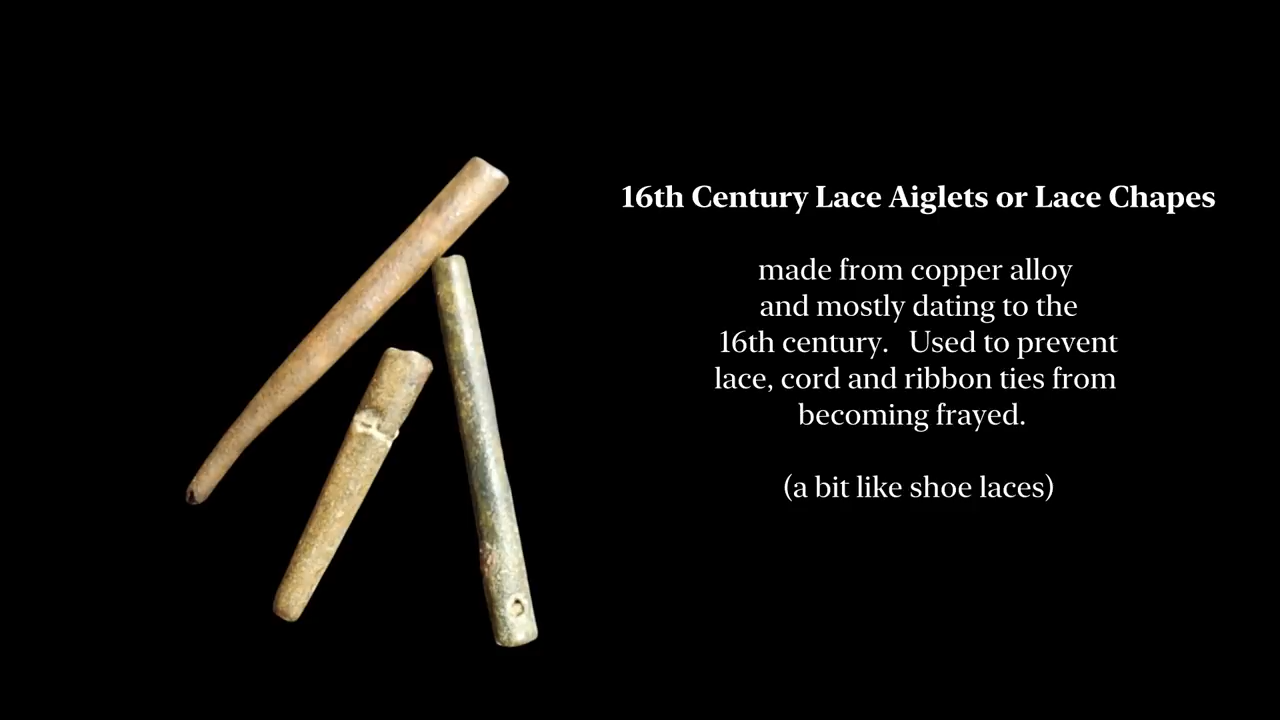 16th Century Lace Aiglets or Lace Chapes
made from copper alloy
and mostly dating to the
16th century.   Used to prevent
lace, cord and ribbon ties from
becoming frayed.
(a bit like shoe laces)